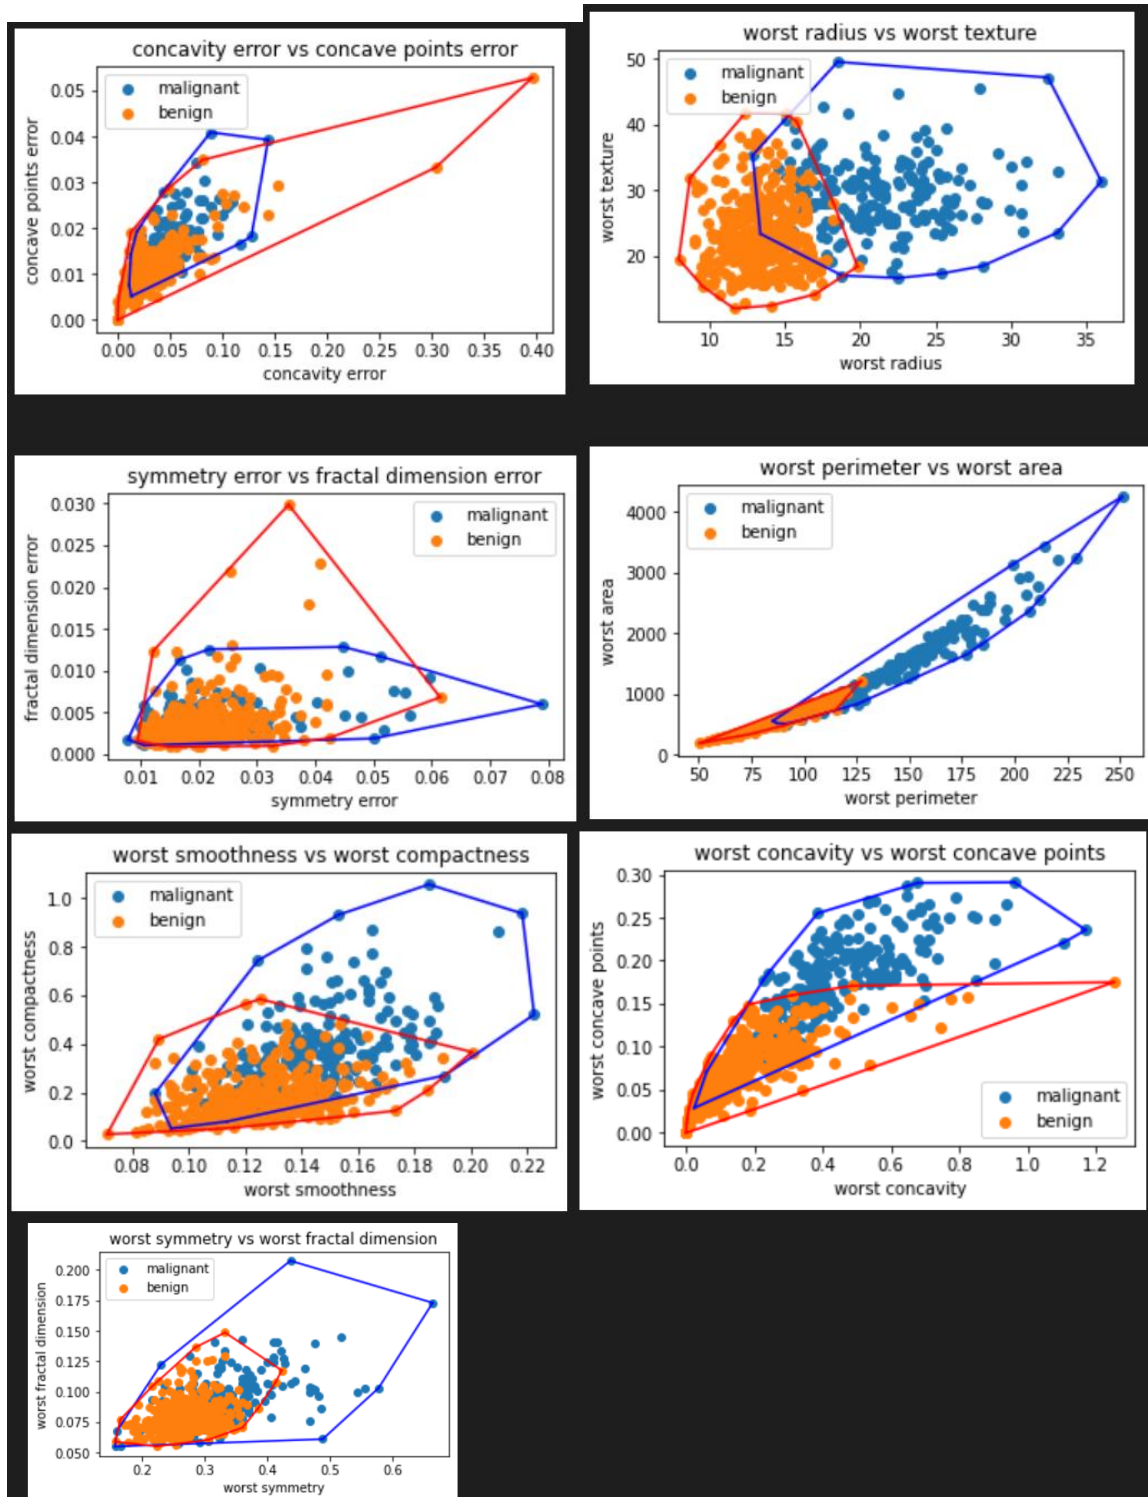 concavity error vs concave points error
malignant
benign
concave points error
0.05
0.04
0.03
0.02
0.01
0.00
0.00 0.05 0.10 0.15 0.20 0.25 0.30 0.35 0.40
concavity error
worst radius vs worst texture
malignant
benign
worst texture
50
40
30
20
10 15 20 25 30 35
worst radius
symmetry error vs fractal dimension error
malignant
benign
fractal dimension error
0.030
0.025
0.020
0.015
0.010
0.005
0.000
0.01 0.02 0.03 0.04 0.05 0.06 0.07 0.08
symmetry error
worst perimeter vs worst area
malignant
benign
worst area
4000
3000
2000
1000
0
50 75 100 125 150 175 200 225 250
worst perimeter
worst smoothness vs worst compactness
malignant
benign
worst compactness
1.0
0.8
0.6
0.4
0.2
0.0
0.08 0.10 0.12 0.14 0.16 0.18 0.20 0.22
worst smoothness
worst concavity vs worst concave points
malignant
benign
worst concave points
0.30
0.25
0.20
0.15
0.10
0.05
0.00
0.0 0.2 0.4 0.6 0.8 1.0 1.2
worst concavity
worst symmetry vs worst fractal dimension
malignant
benign
worst fractal dimension
0.200
0.175
0.150
0.125
0.100
0.075
0.050
0.2 0.3 0.4 0.5 0.6
worst symmetry